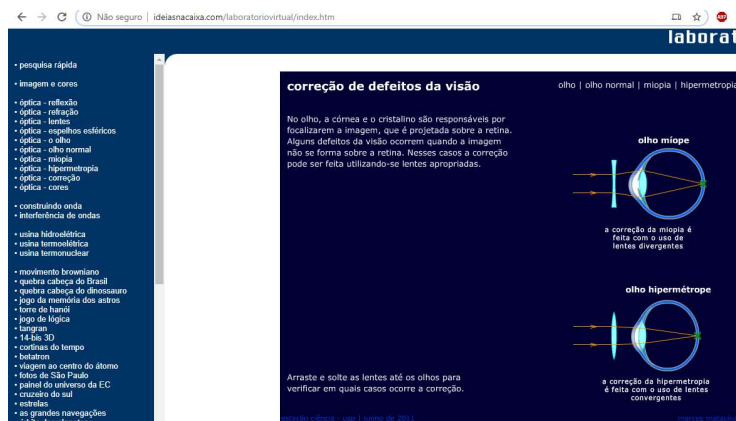 Não seguro | ideiasnacaixa.com/laboratoriovirtual/index.htm
ABP
laborat
• pesquisa rápida
• imagem e cores
• óptica - reflexão
• óptica - refração
• óptica - lentes
• óptica - espelhos esféricos
• óptica - o olho
• óptica - olho normal
• óptica - miopia
• óptica - hipermetropia
• óptica - correção
• óptica - cores
• construindo onda
• interferência de ondas
• usina hidroelétrica
• usina termoelétrica
• usina termonuclear
• movimento browniano
• quebra cabeça do Brasil
• quebra cabeça do dinossauro
• jogo da memória dos astros
• torre de hanói
• jogo de lógica
• tangran
• 14-bis 3D
• cortinas do tempo
• betatron
• viagem ao centro do átomo
• fotos de São Paulo
• painel do universo da EC
• cruzeiro do sul
• estrelas
• as grandes navegações
correção de defeitos da visão
olho | olho normal | miopia | hipermetropia
No olho, a córnea e o cristalino são responsáveis por
focalizarem a imagem, que é projetada sobre a retina.
Alguns defeitos da visão ocorrem quando a imagem
não se forma sobre a retina. Nesses casos a correção
pode ser feita utilizando-se lentes apropriadas.
olho míope
a correção da miopia é
feita com o uso de
lentes divergentes
olho hipermétrope
a correção da hipermetropia
é feita com o uso de lentes
convergentes
Arraste e solte as lentes até os olhos para
verificar em quais casos ocorre a correção.
estação ciência - usp | junho de 2011